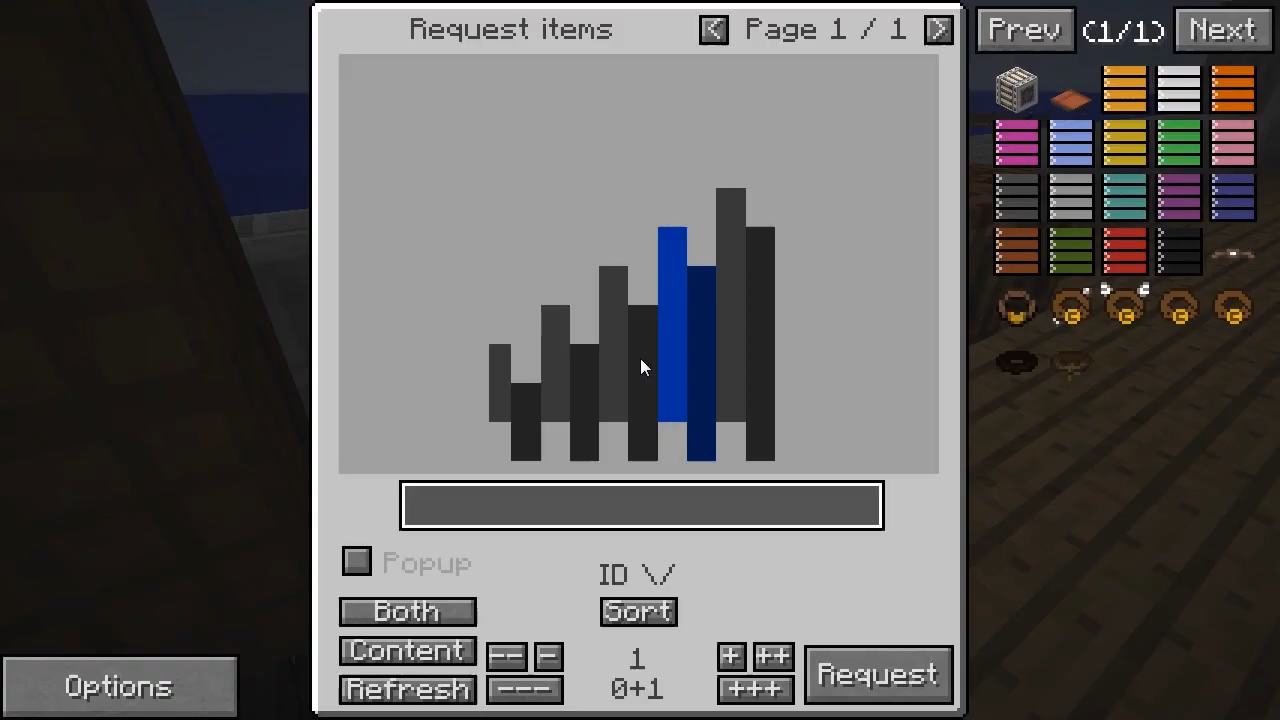 Request items
< Page 1 / 1 >
Prev (1/1) Next
Popup
ID \/
Both
Sort
Content
-- -
1
+ ++
Refresh
---
0+1
+++
Request
Options